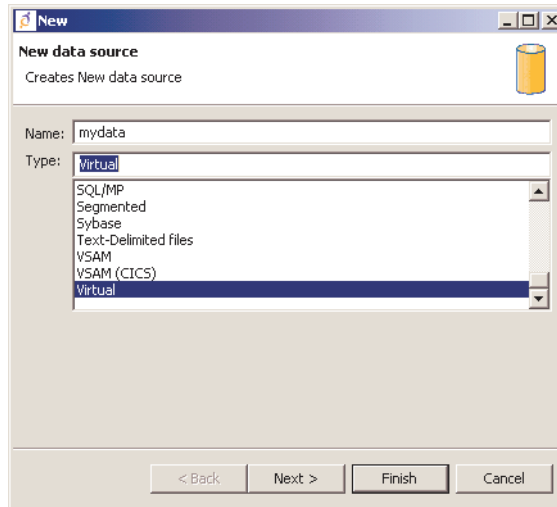 New
New data source
Creates New data source
Name: mydata
Type: Virtual
SQL/MP
Segmented
Sybase
Text-Delimited files
VSAM
VSAM (CICS)
Virtual
< Back Next > Finish Cancel